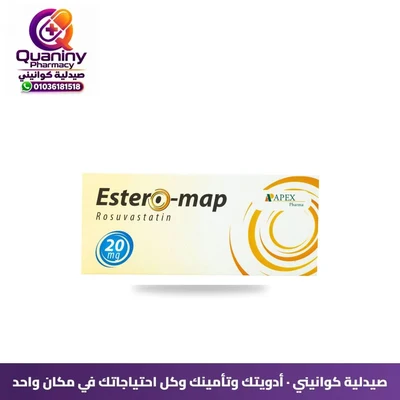 Quaniny
Pharmacy
صيدلية كوانيني
01036181518
Estero-map
Rosuvastatin
20
mg
APEX
Pharma
صيدلية كوانيني · أدويتك وتأمينك وكل احتياجاتك في مكان واحد